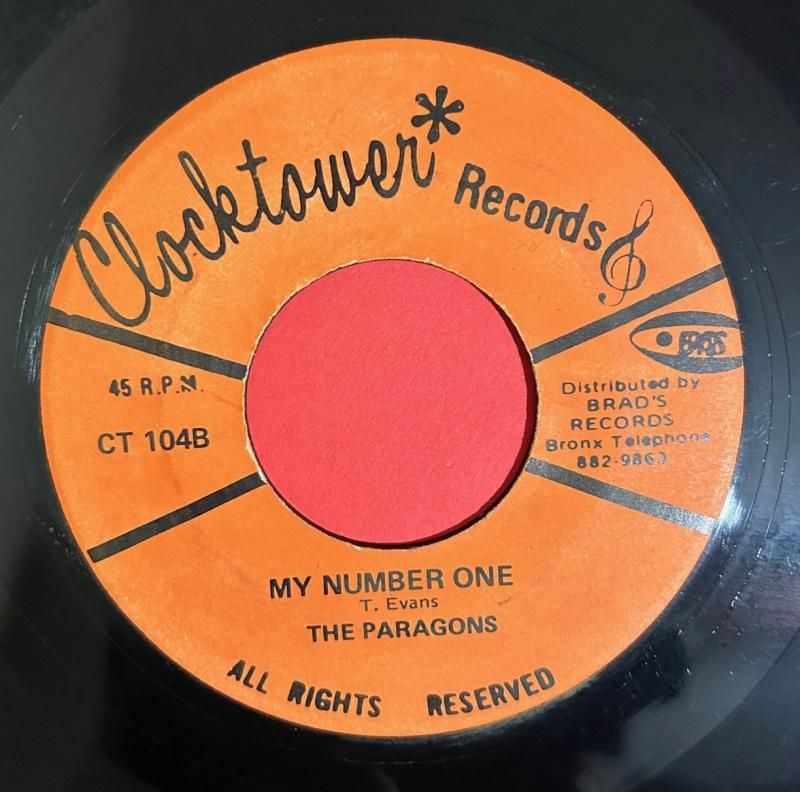 Clocktower*
Records
45 R.P.M.
CT 104B
BRAD'S
Distributed by
BRAD'S
RECORDS
Bronx Telephone
882-9863
MY NUMBER ONE
T. Evans
THE PARAGONS
ALL RIGHTS RESERVED